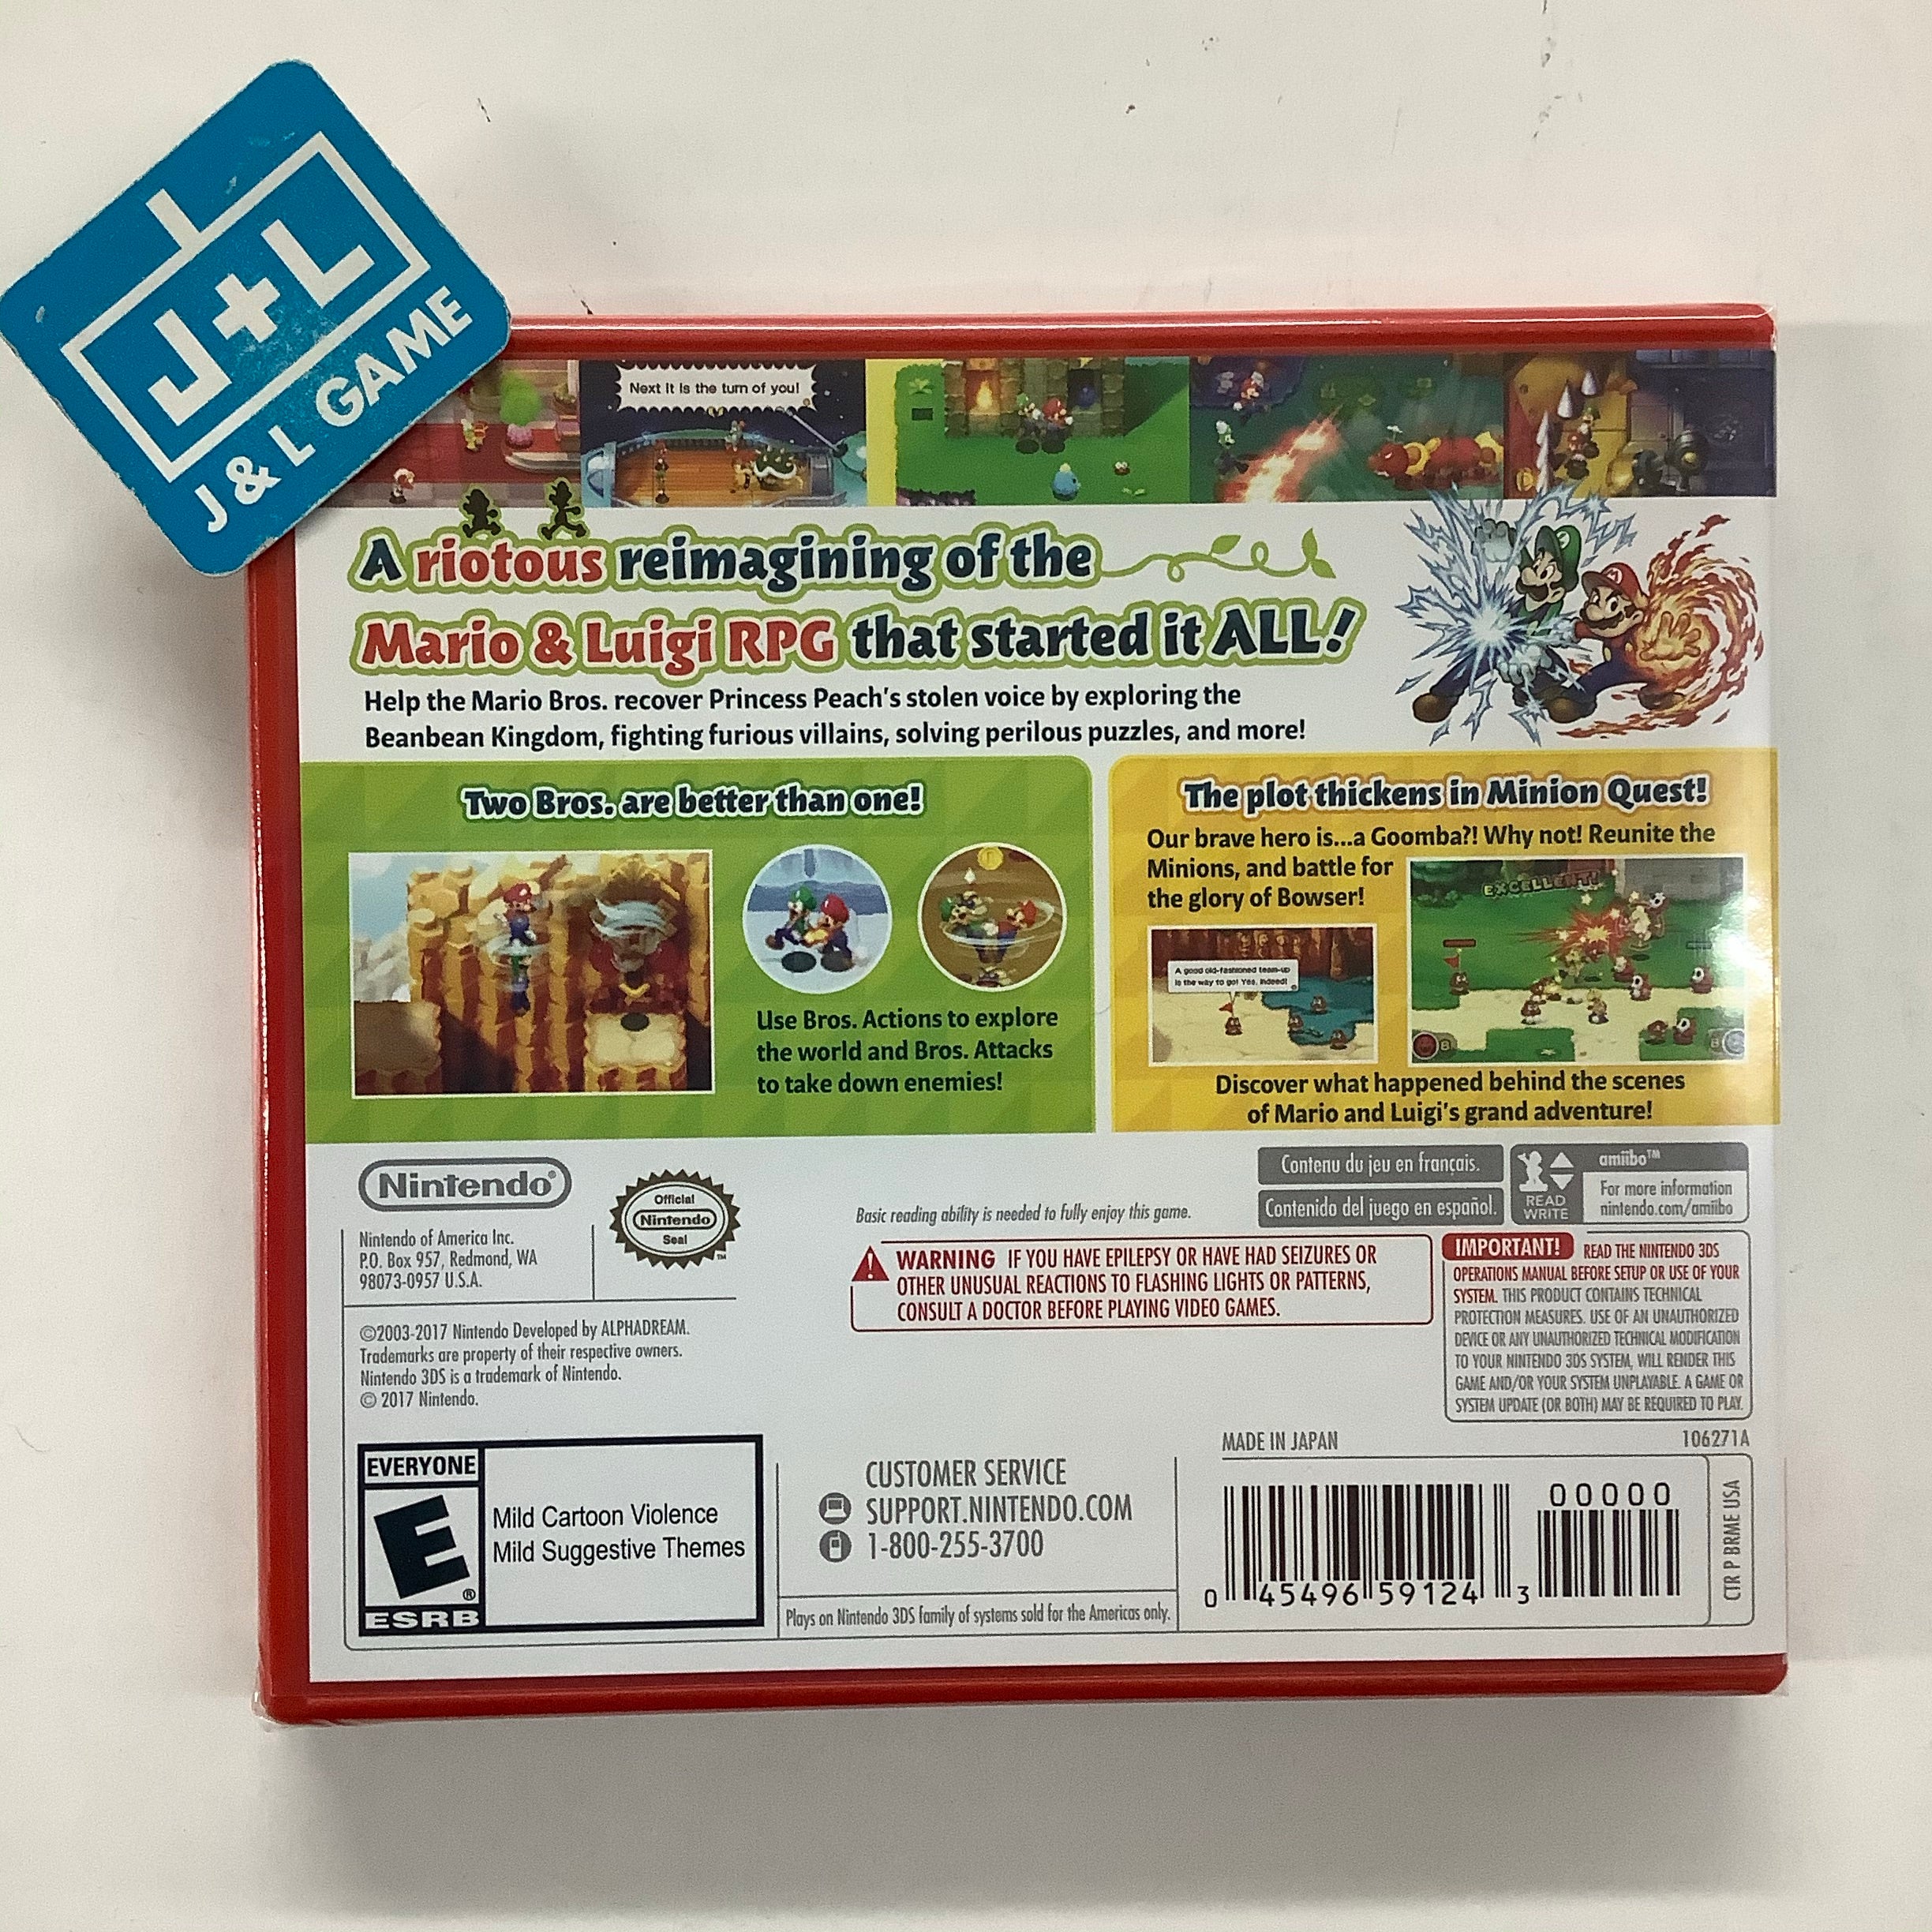 J+L
J & L GAME
Next it is the turn of you!
A riotous reimagining of the
Mario & Luigi RPG that started it ALL!
Help the Mario Bros. recover Princess Peach's stolen voice by exploring the
Beanbean Kingdom, fighting furious villains, solving perilous puzzles, and more!
Two Bros. are better than one!
Use Bros. Actions to explore
the world and Bros. Attacks
to take down enemies!
The plot thickens in Minion Quest!
Our brave hero is...a Goomba?! Why not! Reunite the
Minions, and battle for
the glory of Bowser!
EXCELLENT!
A good old-fashioned team-up
is the way to go! Yes, indeed!
Discover what happened behind the scenes
of Mario and Luigi's grand adventure!
Nintendo®
Official
Nintendo
Seal
TM
Nintendo of America Inc.
P.O. Box 957, Redmond, WA
98073-0957 U.S.A.
©2003-2017 Nintendo Developed by ALPHADREAM.
Trademarks are property of their respective owners.
Nintendo 3DS is a trademark of Nintendo.
© 2017 Nintendo.
Basic reading ability is needed to fully enjoy this game.
Contenu du jeu en français.
Contenido del juego en español.
READ
WRITE
amiibo™
For more information
nintendo.com/amiibo
WARNING IF YOU HAVE EPILEPSY OR HAVE HAD SEIZURES OR
OTHER UNUSUAL REACTIONS TO FLASHING LIGHTS OR PATTERNS,
CONSULT A DOCTOR BEFORE PLAYING VIDEO GAMES.
IMPORTANT! READ THE NINTENDO 3DS
OPERATIONS MANUAL BEFORE SETUP OR USE OF YOUR
SYSTEM. THIS PRODUCT CONTAINS TECHNICAL
PROTECTION MEASURES. USE OF AN UNAUTHORIZED
DEVICE OR ANY UNAUTHORIZED TECHNICAL MODIFICATION
TO YOUR NINTENDO 3DS SYSTEM, WILL RENDER THIS
GAME AND/OR YOUR SYSTEM UNPLAYABLE. A GAME OR
SYSTEM UPDATE (OR BOTH) MAY BE REQUIRED TO PLAY.
EVERYONE
E
®
ESRB
Mild Cartoon Violence
Mild Suggestive Themes
CUSTOMER SERVICE
SUPPORT.NINTENDO.COM
1-800-255-3700
Plays on Nintendo 3DS family of systems sold for the Americas only.
MADE IN JAPAN
106271A
00000
0 45496 59124 3
CTR P BRME USA